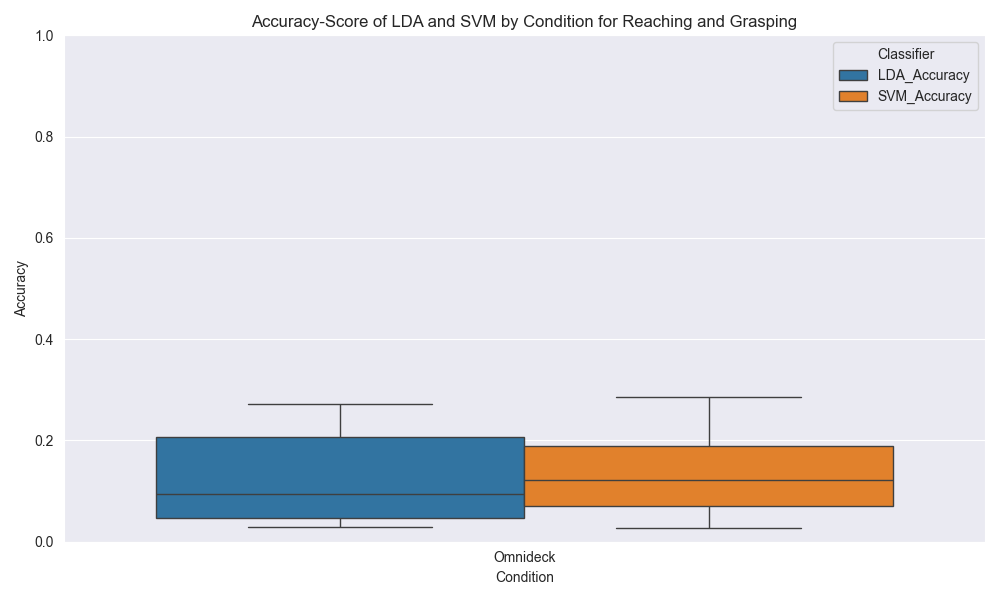 Accuracy-Score of LDA and SVM by Condition for Reaching and Grasping
Classifier
LDA_Accuracy
SVM_Accuracy
Accuracy
1.0
0.8
0.6
0.4
0.2
0.0
Omnideck
Condition